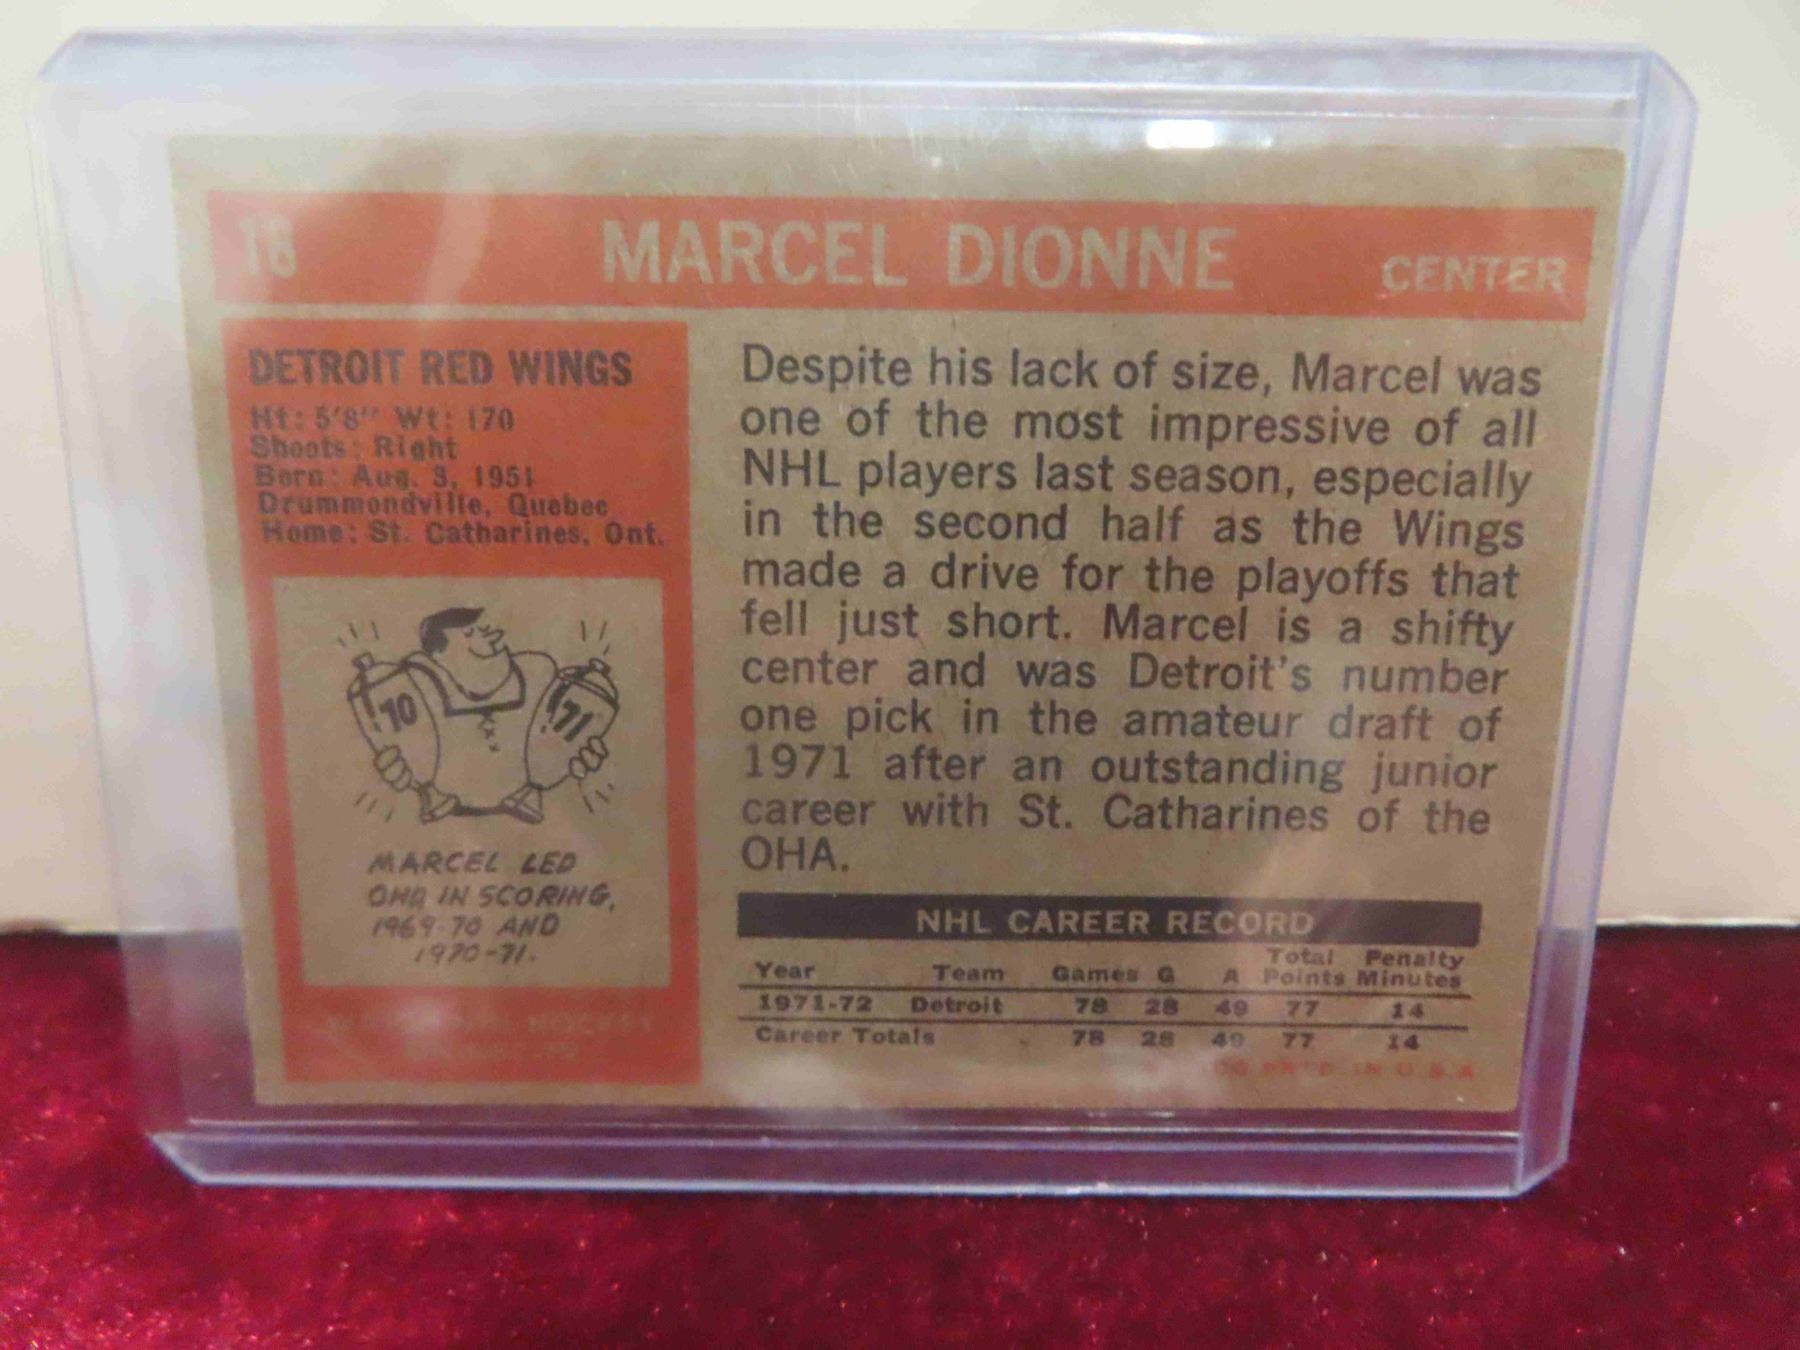 18
MARCEL DIONNE
CENTER
DETROIT RED WINGS
Ht: 5'8" Wt: 170
Shoots: Right
Born: Aug. 3, 1951
Drummondville, Quebec
Home: St. Catharines, Ont.
70
71
MARCEL LED
OHA IN SCORING,
1969-70 AND
1970-71.
HOCKEY
Despite his lack of size, Marcel was
one of the most impressive of all
NHL players last season, especially
in the second half as the Wings
made a drive for the playoffs that
fell just short. Marcel is a shifty
center and was Detroit's number
one pick in the amateur draft of
1971 after an outstanding junior
career with St. Catharines of the
OHA.
NHL CAREER RECORD
Year Team Games G A Total Points Penalty Minutes
1971-72 Detroit 78 28 49 77 14
Career Totals 78 28 49 77 14
PRT'D IN U.S.A